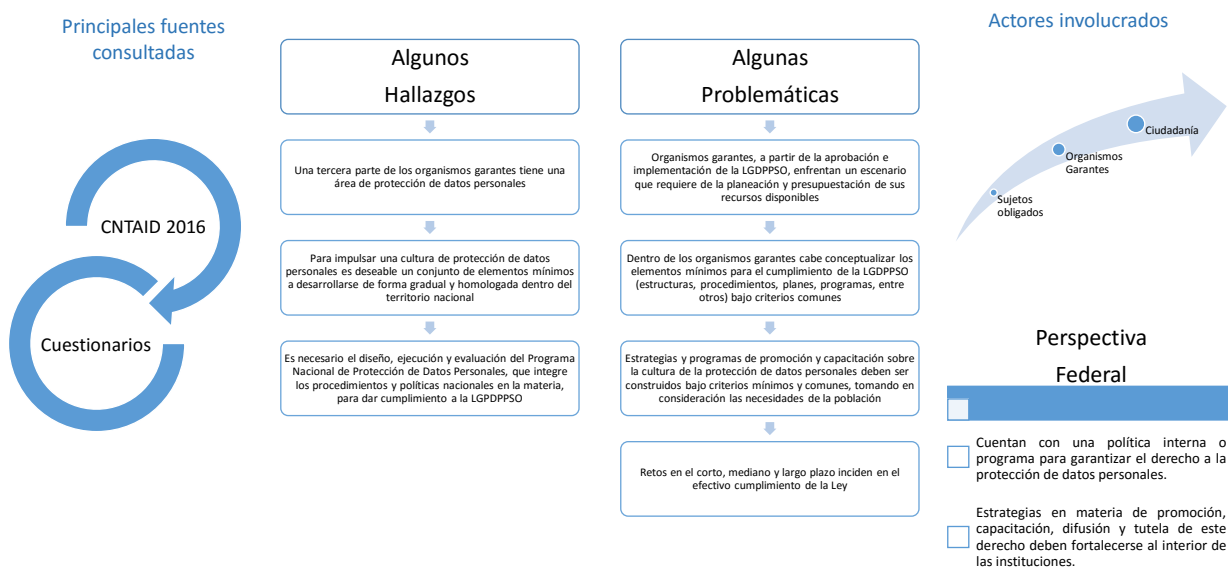 Principales fuentes
consultadas
CNTAID 2016
Cuestionarios
Algunos
Hallazgos
Una tercera parte de los organismos garantes tiene una
área de protección de datos personales
Para impulsar una cultura de protección de datos
personales es deseable un conjunto de elementos mínimos
a desarrollarse de forma gradual y homologada dentro del
territorio nacional
Es necesario el diseño, ejecución y evaluación del Programa
Nacional de Protección de Datos Personales, que integre
los procedimientos y políticas nacionales en la materia,
para dar cumplimiento a la LGPDPPSO
Algunas
Problemáticas
Organismos garantes, a partir de la aprobación e
implementación de la LGDPPSO, enfrentan un escenario
que requiere de la planeación y presupuestación de sus
recursos disponibles
Dentro de los organismos garantes cabe conceptualizar los
elementos mínimos para el cumplimiento de la LGDPPSO
(estructuras, procedimientos, planes, programas, entre
otros) bajo criterios comunes
Estrategias y programas de promoción y capacitación sobre
la cultura de la protección de datos personales deben ser
construidos bajo criterios mínimos y comunes, tomando en
consideración las necesidades de la población
Retos en el corto, mediano y largo plazo inciden en el
efectivo cumplimiento de la Ley
Actores involucrados
Ciudadanía
Organismos
Garantes
Sujetos
obligados
Perspectiva
Federal
Cuentan con una política interna o
programa para garantizar el derecho a la
protección de datos personales.
Estrategias en materia de promoción,
capacitación, difusión y tutela de este
derecho deben fortalecerse al interior de
las instituciones.